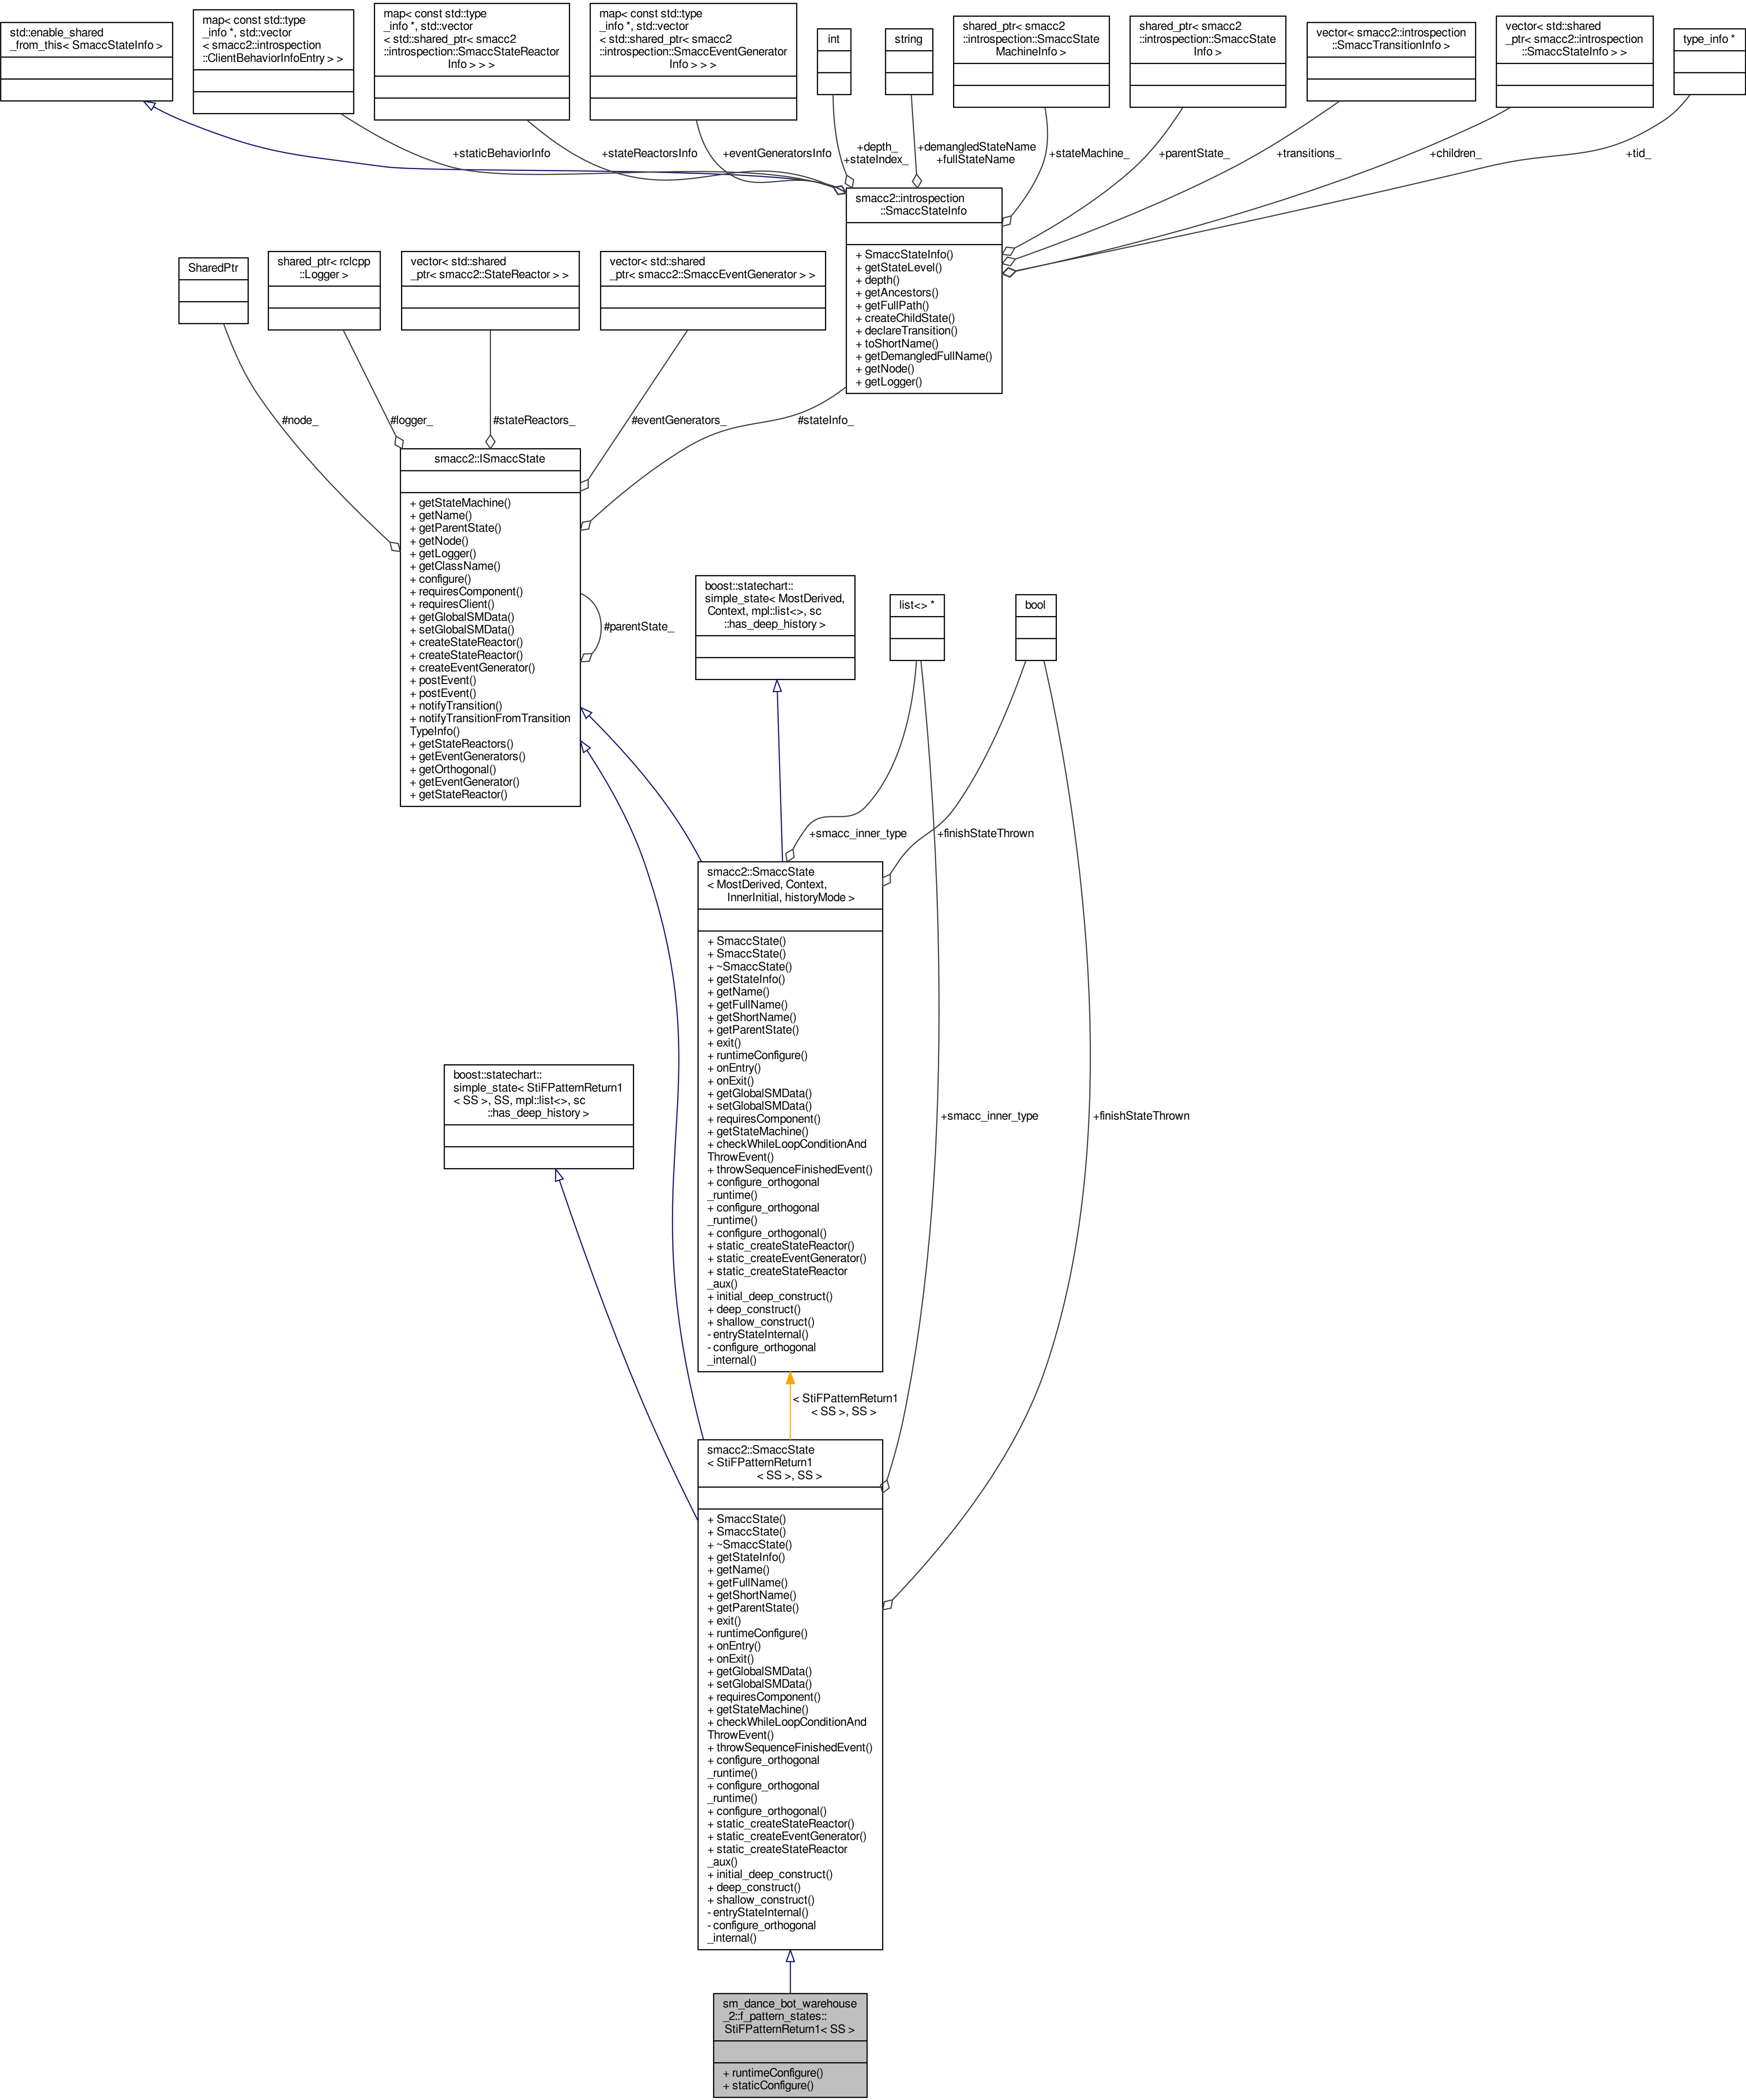 std::enable_shared
_from_this< SmaccStateInfo >
map< const std::type
_info *, std::vector
< smacc2::introspection
::ClientBehaviorInfoEntry > >
map< const std::type
_info *, std::vector
< std::shared_ptr< smacc2
::introspection::SmaccStateReactor
Info > > >
map< const std::type
_info *, std::vector
< std::shared_ptr< smacc2
::introspection::SmaccEventGenerator
Info > > >
int
string
shared_ptr< smacc2
::introspection::SmaccState
MachineInfo >
shared_ptr< smacc2
::introspection::SmaccState
Info >
vector< smacc2::introspection
::SmaccTransitionInfo >
vector< std::shared
_ptr< smacc2::introspection
::SmaccStateInfo > >
type_info *
+staticBehaviorInfo
+stateReactorsInfo
+eventGeneratorsInfo
+depth_
+stateIndex_
+demangledStateName
+fullStateName
+stateMachine_
+parentState_
+transitions_
+children_
+tid_
smacc2::introspection
::SmaccStateInfo
+ SmaccStateInfo()
+ getStateLevel()
+ depth()
+ getAncestors()
+ getFullPath()
+ createChildState()
+ declareTransition()
+ toShortName()
+ getDemangledFullName()
+ getNode()
+ getLogger()
SharedPtr
shared_ptr< rclcpp
::Logger >
vector< std::shared
_ptr< smacc2::StateReactor > >
vector< std::shared
_ptr< smacc2::SmaccEventGenerator > >
#node_
#logger_
#stateReactors_
#eventGenerators_
#stateInfo_
smacc2::ISmaccState
+ getStateMachine()
+ getName()
+ getParentState()
+ getNode()
+ getLogger()
+ getClassName()
+ configure()
+ requiresComponent()
+ requiresClient()
+ getGlobalSMData()
+ setGlobalSMData()
+ createStateReactor()
+ createStateReactor()
+ createEventGenerator()
+ postEvent()
+ postEvent()
+ notifyTransition()
+ notifyTransitionFromTransition
TypeInfo()
+ getStateReactors()
+ getEventGenerators()
+ getOrthogonal()
+ getEventGenerator()
+ getStateReactor()
#parentState_
boost::statechart::
simple_state< MostDerived,
Context, mpl::list<>, sc
::has_deep_history >
list<> *
bool
+smacc_inner_type
+finishStateThrown
smacc2::SmaccState
< MostDerived, Context,
InnerInitial, historyMode >
+ SmaccState()
+ SmaccState()
+ ~SmaccState()
+ getStateInfo()
+ getName()
+ getFullName()
+ getShortName()
+ getParentState()
+ exit()
+ runtimeConfigure()
+ onEntry()
+ onExit()
+ getGlobalSMData()
+ setGlobalSMData()
+ requiresComponent()
+ getStateMachine()
+ checkWhileLoopConditionAnd
ThrowEvent()
+ throwSequenceFinishedEvent()
+ configure_orthogonal
_runtime()
+ configure_orthogonal
_runtime()
+ configure_orthogonal()
+ static_createStateReactor()
+ static_createEventGenerator()
+ static_createStateReactor
_aux()
+ initial_deep_construct()
+ deep_construct()
+ shallow_construct()
- entryStateInternal()
- configure_orthogonal
_internal()
boost::statechart::
simple_state< StiFPatternReturn1
< SS >, SS, mpl::list<>, sc
::has_deep_history >
+smacc_inner_type
+finishStateThrown
< StiFPatternReturn1
< SS >, SS >
smacc2::SmaccState
< StiFPatternReturn1
< SS >, SS >
+ SmaccState()
+ SmaccState()
+ ~SmaccState()
+ getStateInfo()
+ getName()
+ getFullName()
+ getShortName()
+ getParentState()
+ exit()
+ runtimeConfigure()
+ onEntry()
+ onExit()
+ getGlobalSMData()
+ setGlobalSMData()
+ requiresComponent()
+ getStateMachine()
+ checkWhileLoopConditionAnd
ThrowEvent()
+ throwSequenceFinishedEvent()
+ configure_orthogonal
_runtime()
+ configure_orthogonal
_runtime()
+ configure_orthogonal()
+ static_createStateReactor()
+ static_createEventGenerator()
+ static_createStateReactor
_aux()
+ initial_deep_construct()
+ deep_construct()
+ shallow_construct()
- entryStateInternal()
- configure_orthogonal
_internal()
sm_dance_bot_warehouse
_2::f_pattern_states::
StiFPatternReturn1< SS >
+ runtimeConfigure()
+ staticConfigure()